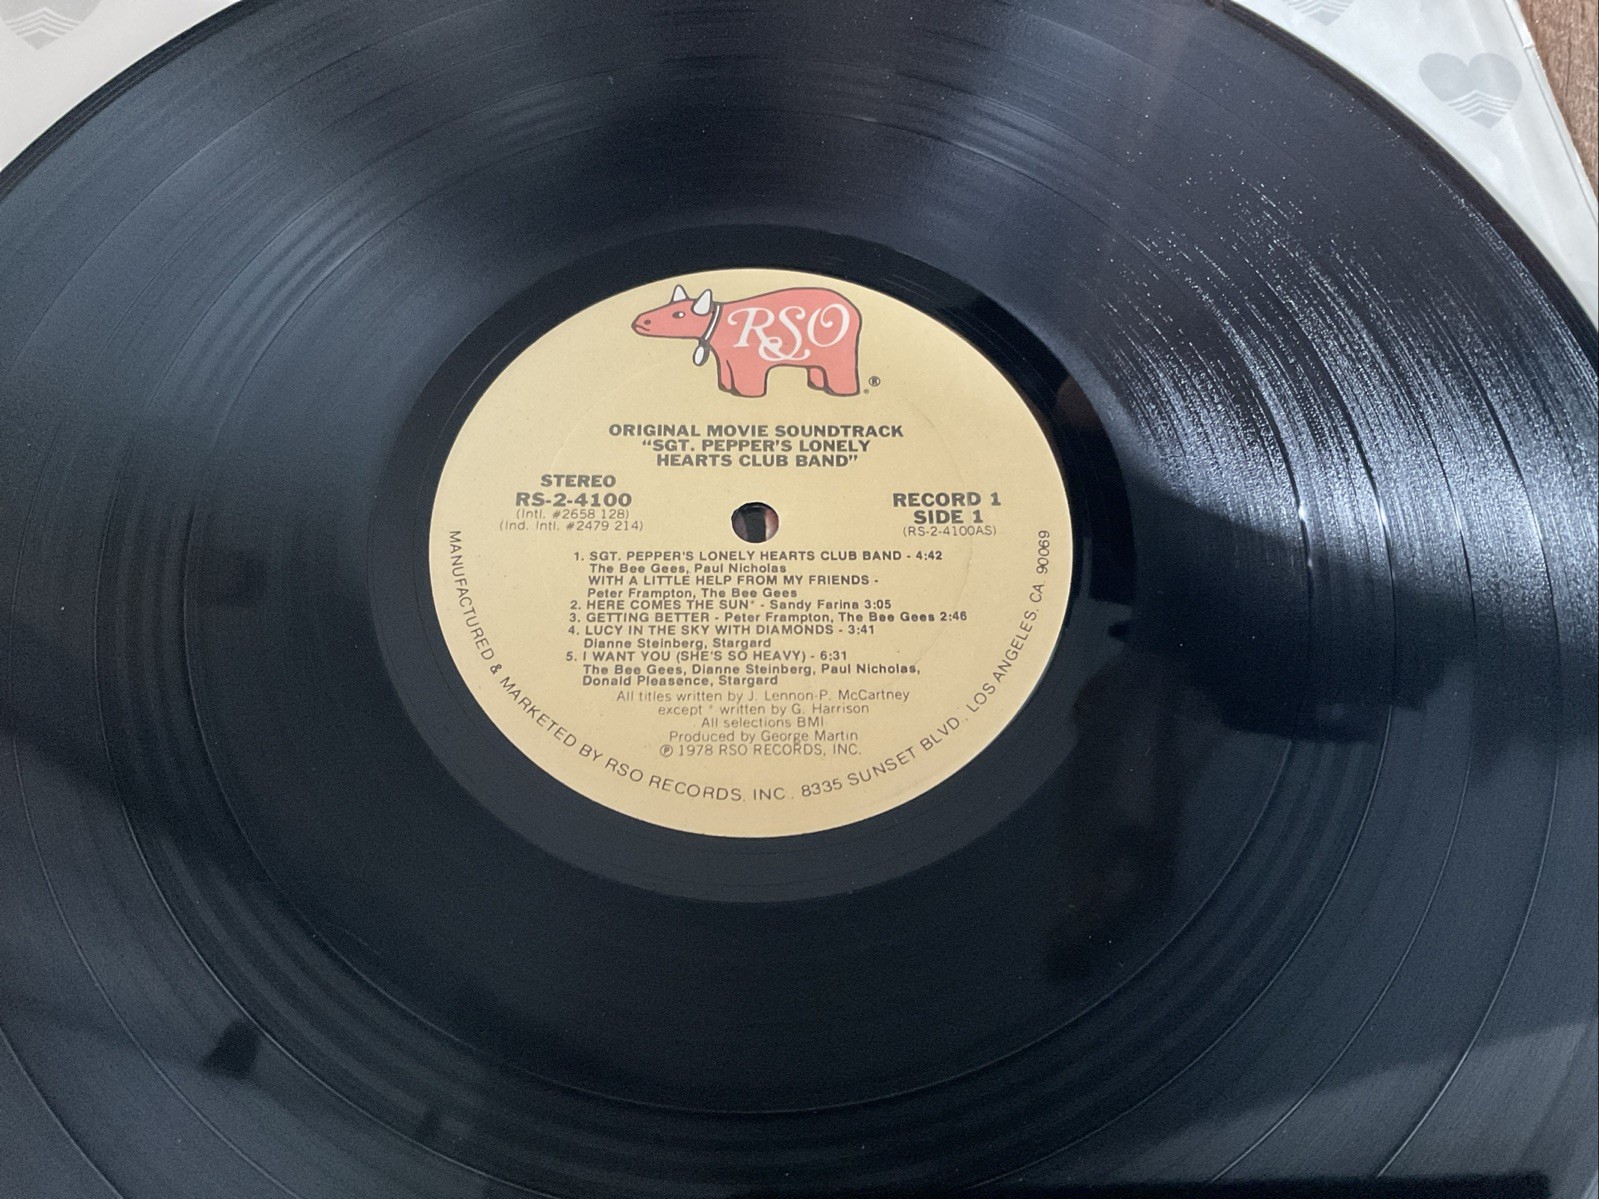 RSO
®
ORIGINAL MOVIE SOUNDTRACK
"SGT. PEPPER'S LONELY
HEARTS CLUB BAND"
STEREO
RS-2-4100
(Intl. #2658 128)
(Ind. Intl. #2479 214)
RECORD 1
SIDE 1
(RS-2-4100AS)
1. SGT. PEPPER'S LONELY HEARTS CLUB BAND - 4:42
The Bee Gees, Paul Nicholas
WITH A LITTLE HELP FROM MY FRIENDS -
Peter Frampton, The Bee Gees
2. HERE COMES THE SUN* - Sandy Farina 3:05
3. GETTING BETTER - Peter Frampton, The Bee Gees 2:46
4. LUCY IN THE SKY WITH DIAMONDS - 3:41
Dianne Steinberg, Stargard
5. I WANT YOU (SHE'S SO HEAVY) - 6:31
The Bee Gees, Dianne Steinberg, Paul Nicholas,
Donald Pleasence, Stargard
All titles written by J. Lennon-P. McCartney
except * written by G. Harrison
All selections BMI
Produced by George Martin
℗ 1978 RSO RECORDS, INC.
MANUFACTURED & MARKETED BY RSO RECORDS, INC., 8335 SUNSET BLVD. LOS ANGELES, CA. 90069